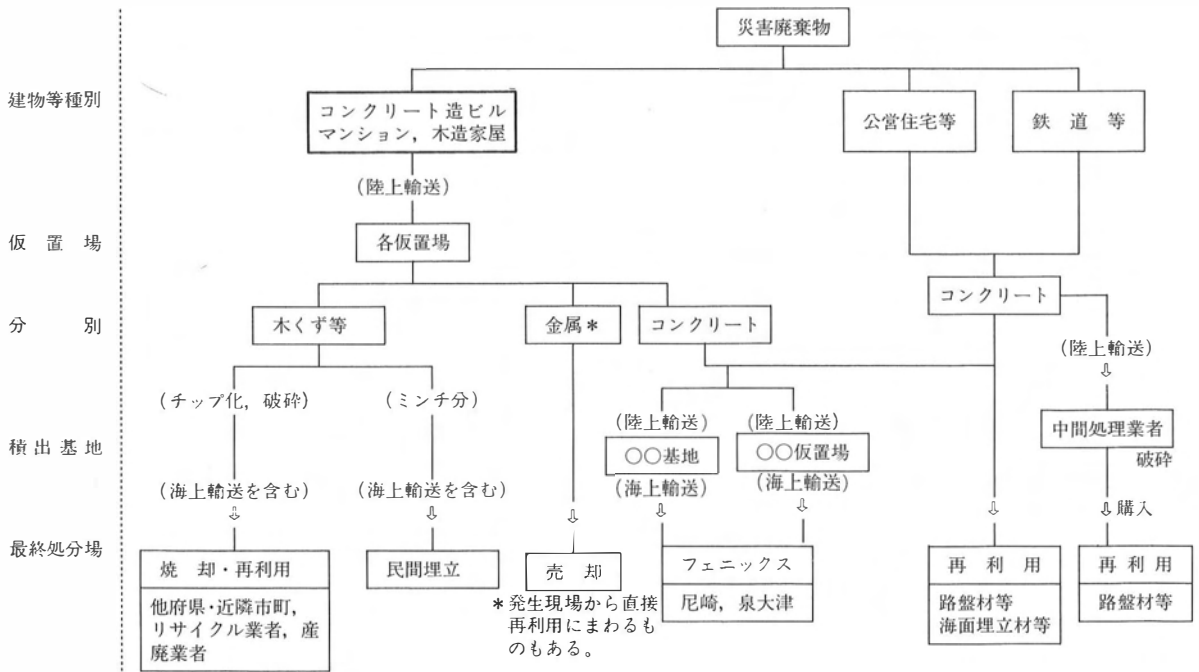 災害廃棄物
建物等種別
コンクリート造ビル
マンション，木造家屋
公営住宅等
鉄道等
(陸上輸送)
仮置場
各仮置場
分別
木くず等
金属＊
コンクリート
コンクリート
(陸上輸送)
⇩
(チップ化，破砕)
(ミンチ分)
(陸上輸送)
(陸上輸送)
積出基地
○○基地
○○仮置場
中間処理業者
破砕
(海上輸送を含む)
(海上輸送を含む)
(海上輸送)
(海上輸送)
⇩
⇩
⇩
⇩
⇩
⇩
⇩購入
最終処分場
焼却・再利用
他府県・近隣市町，
リサイクル業者，産
廃業者
民間埋立
売却
＊発生現場から直接
再利用にまわるも
のもある。
フェニックス
尼崎，泉大津
再利用
路盤材等
海面埋立材等
再利用
路盤材等